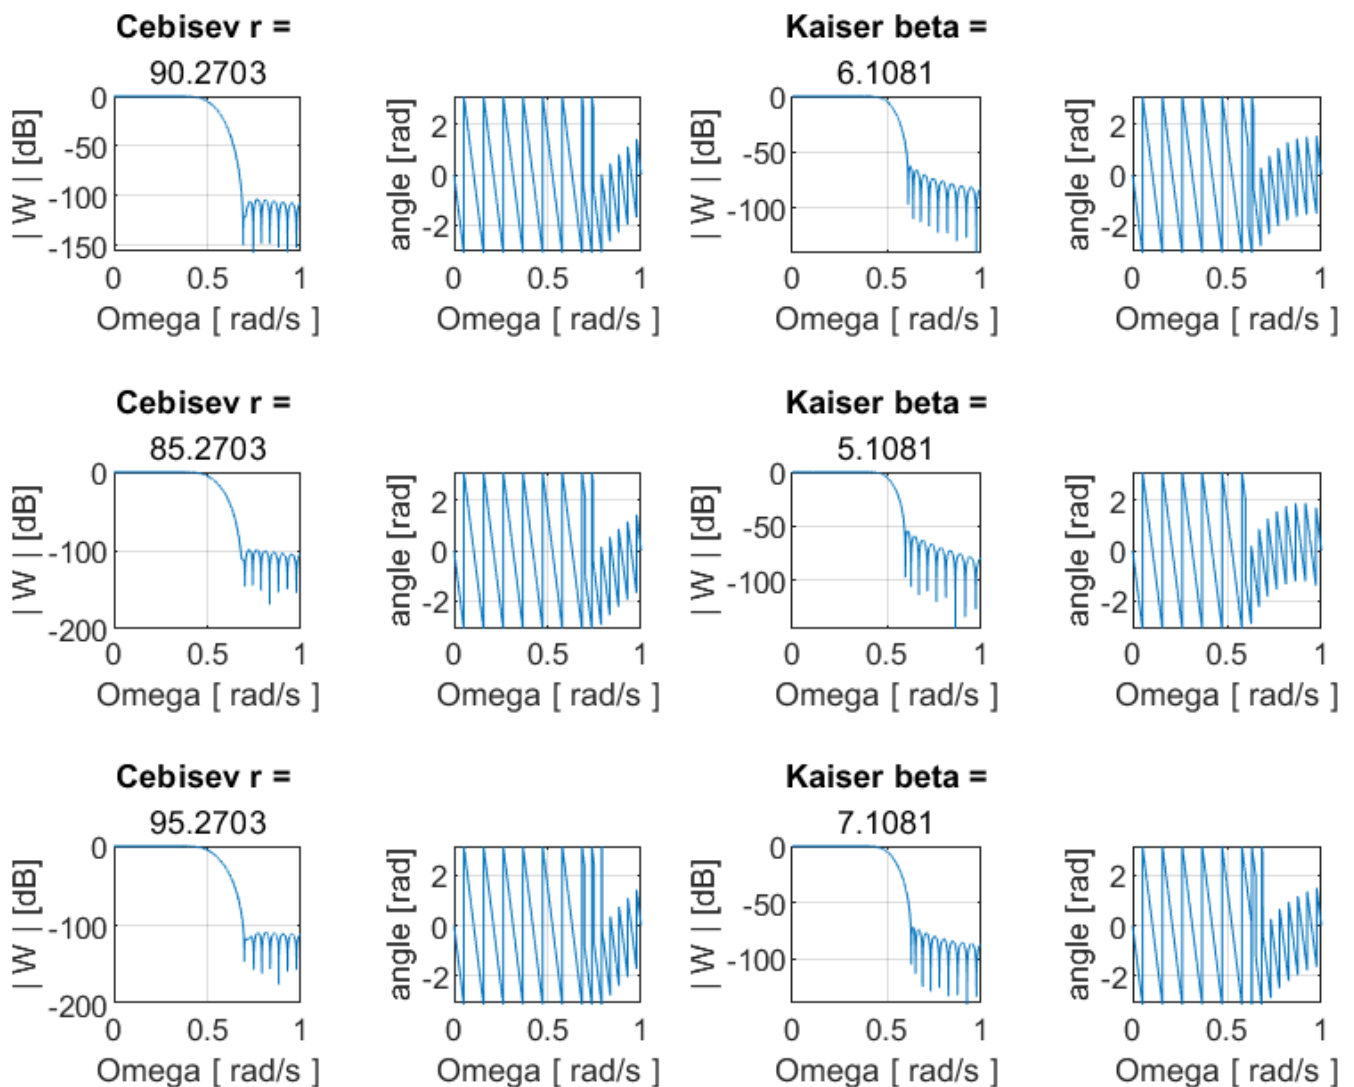 Cebisev r =
90.2703
| W | [dB]
0
-50
-100
-150
0 0.5 1
Omega [ rad/s ]
angle [rad]
2
0
-2
0 0.5 1
Omega [ rad/s ]
Kaiser beta =
6.1081
| W | [dB]
0
-50
-100
0 0.5 1
Omega [ rad/s ]
angle [rad]
2
0
-2
0 0.5 1
Omega [ rad/s ]
Cebisev r =
85.2703
| W | [dB]
0
-100
-200
0 0.5 1
Omega [ rad/s ]
angle [rad]
2
0
-2
0 0.5 1
Omega [ rad/s ]
Kaiser beta =
5.1081
| W | [dB]
0
-50
-100
0 0.5 1
Omega [ rad/s ]
angle [rad]
2
0
-2
0 0.5 1
Omega [ rad/s ]
Cebisev r =
95.2703
| W | [dB]
0
-100
-200
0 0.5 1
Omega [ rad/s ]
angle [rad]
2
0
-2
0 0.5 1
Omega [ rad/s ]
Kaiser beta =
7.1081
| W | [dB]
0
-50
-100
0 0.5 1
Omega [ rad/s ]
angle [rad]
2
0
-2
0 0.5 1
Omega [ rad/s ]